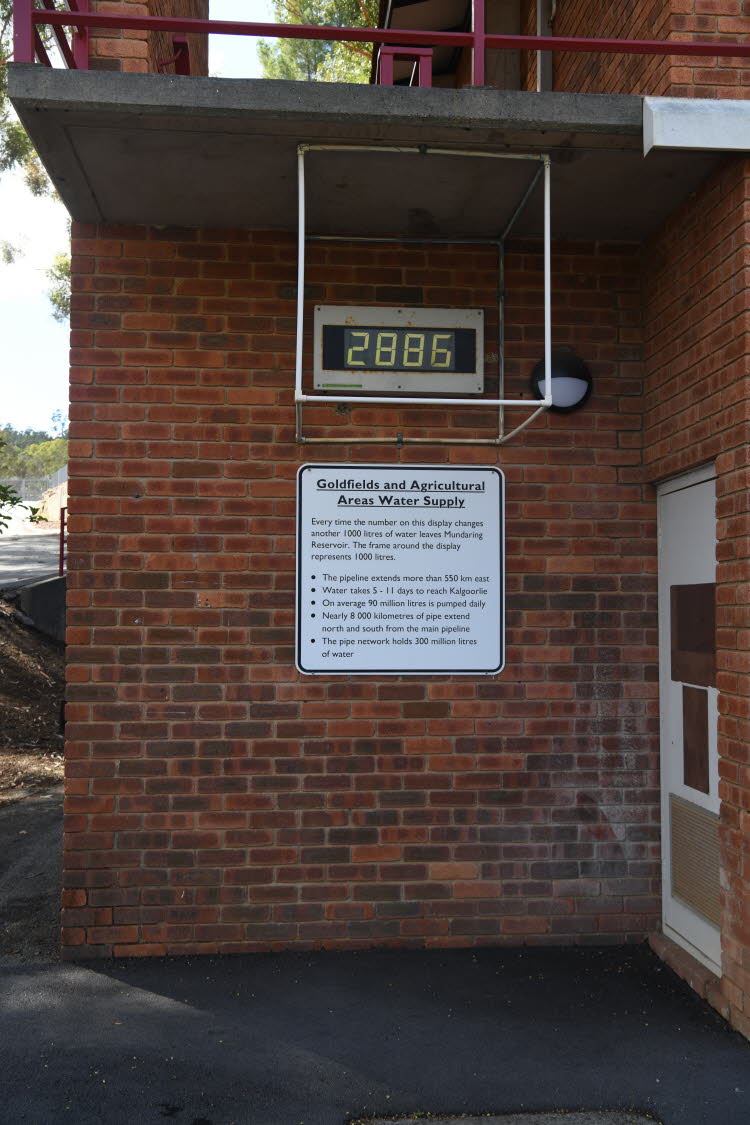 2886
Goldfields and Agricultural
Areas Water Supply
Every time the number on this display changes
another 1000 litres of water leaves Mundaring
Reservoir. The frame around the display
represents 1000 litres.
• The pipeline extends more than 550 km east
• Water takes 5 - 11 days to reach Kalgoorlie
• On average 90 million litres is pumped daily
• Nearly 8 000 kilometres of pipe extend
north and south from the main pipeline
• The pipe network holds 300 million litres
of water